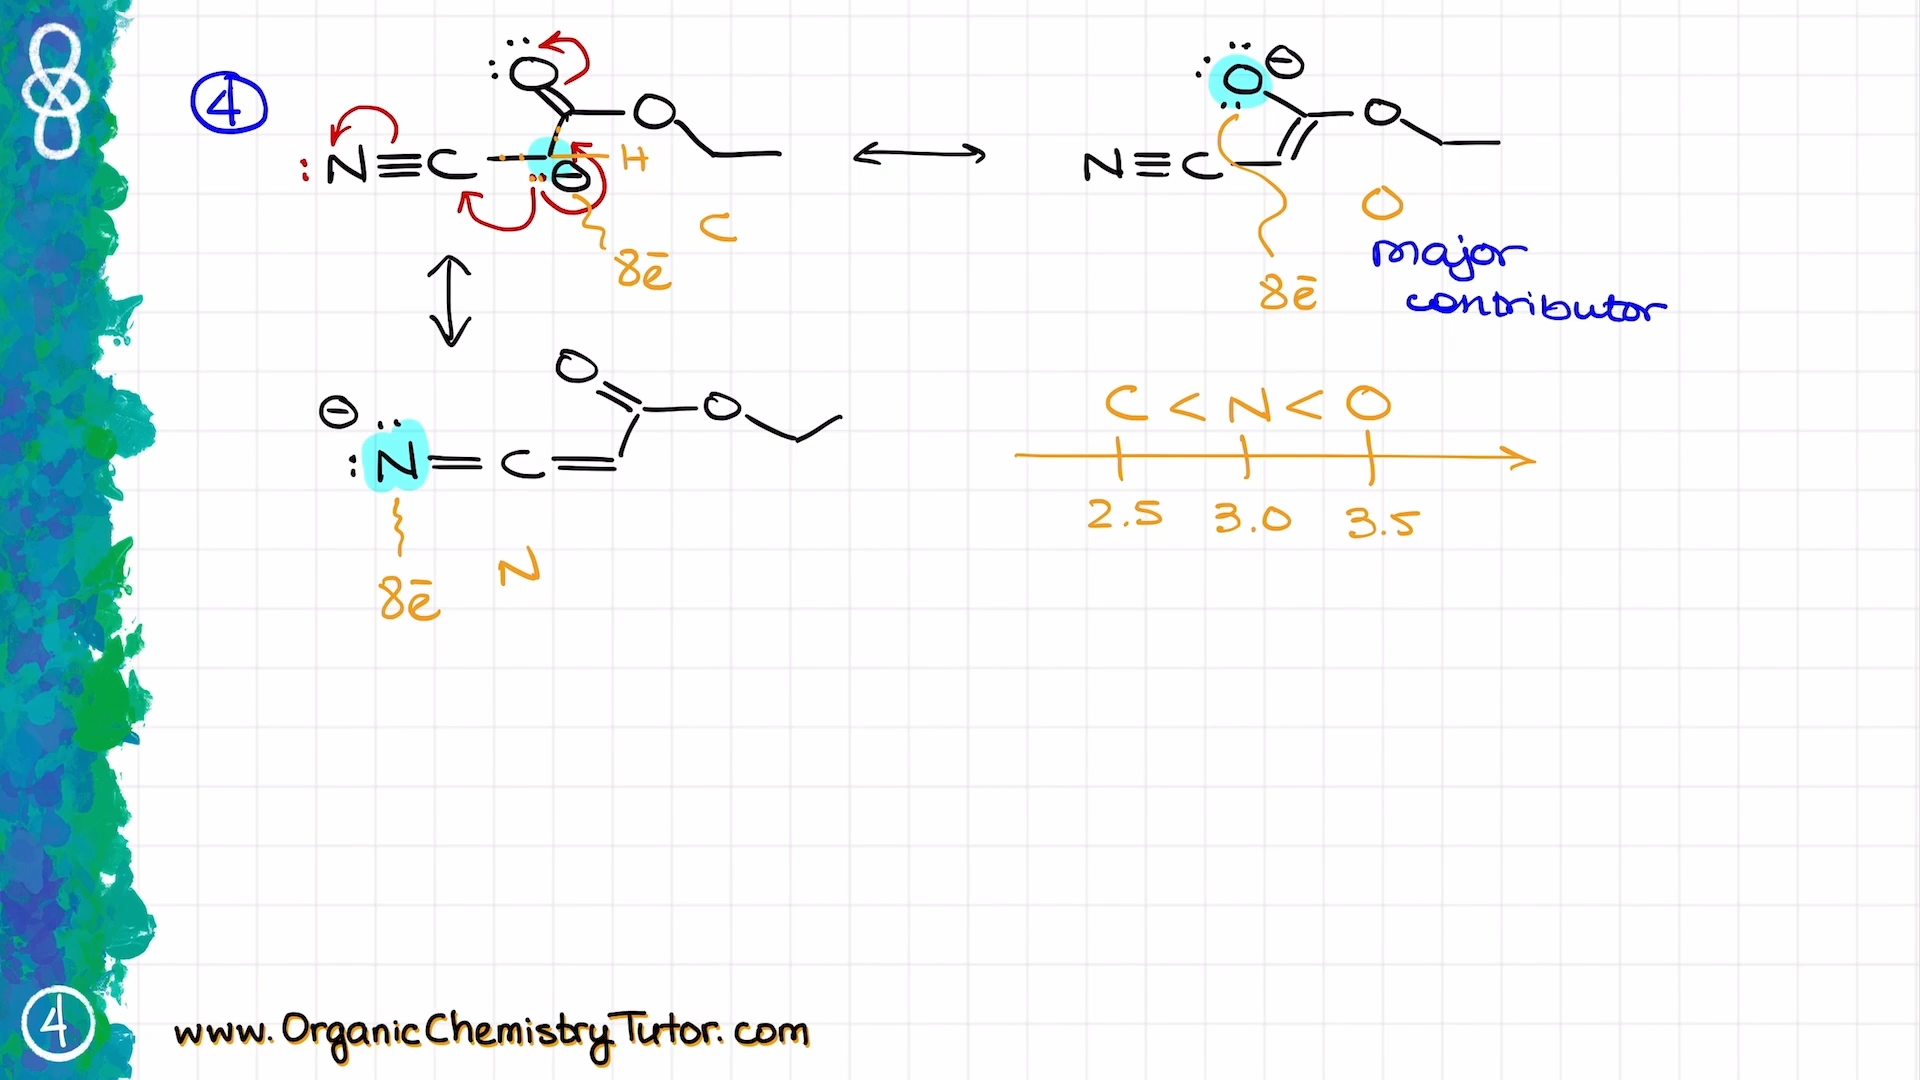 4
O
O
:N≡C
H
⊖
C
8ē
O ⊖
O
N≡C
O
8ē
major
contributor
O
O
⊖
:N=C=
8ē
N
C < N < O
2.5 3.0 3.5
4
www.OrganicChemistryTutor.com